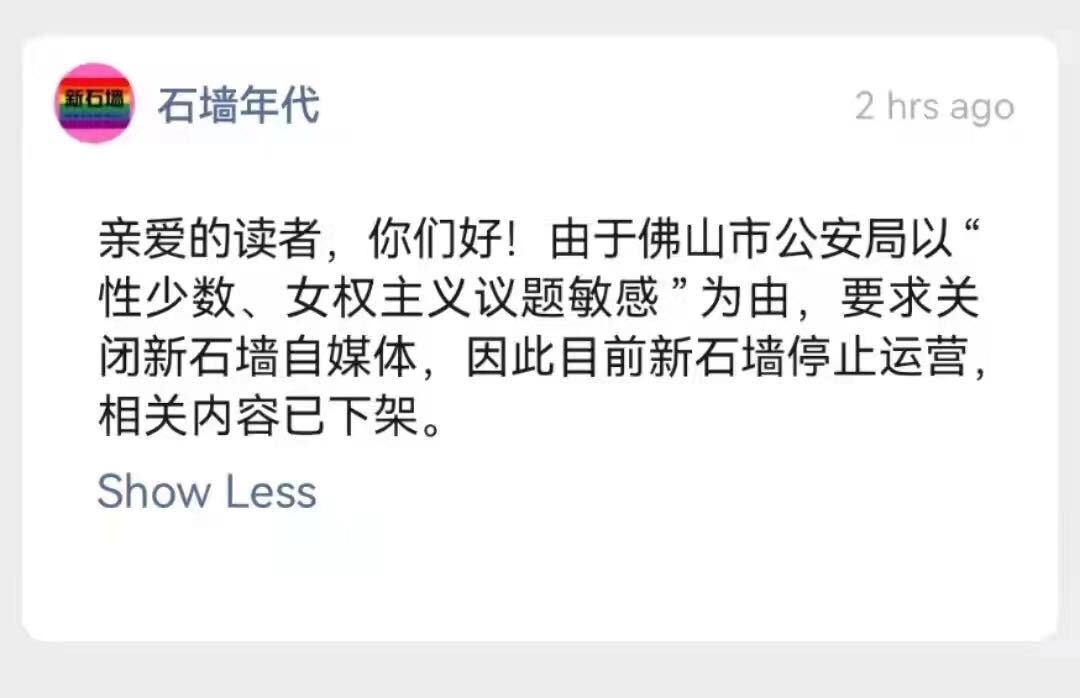 新石墙
石墙年代
2 hrs ago
亲爱的读者，你们好！由于佛山市公安局以“
性少数、女权主义议题敏感”为由，要求关
闭新石墙自媒体，因此目前新石墙停止运营，
相关内容已下架。
Show Less